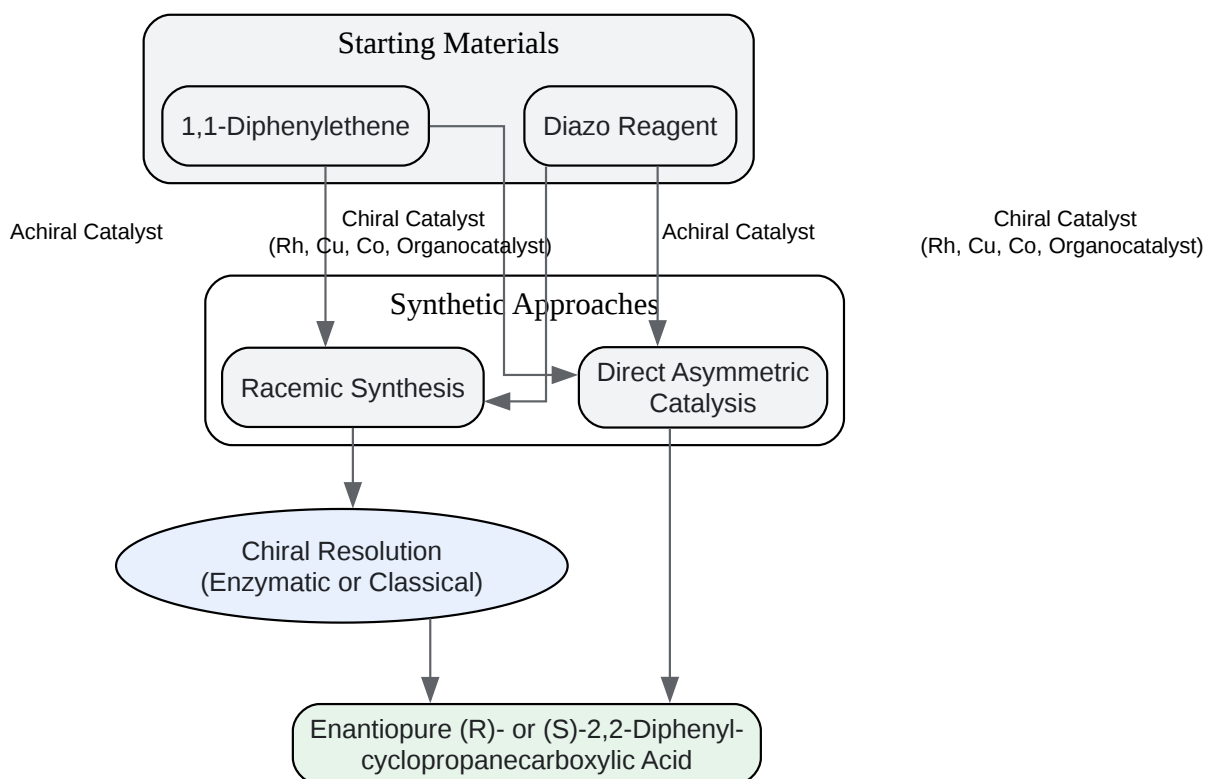 Starting Materials
1,1-Diphenylethene
Diazo Reagent
Achiral Catalyst
Chiral Catalyst
(Rh, Cu, Co, Organocatalyst)
Achiral Catalyst
Chiral Catalyst
(Rh, Cu, Co, Organocatalyst)
Synthetic Approaches
Racemic Synthesis
Direct Asymmetric
Catalysis
Chiral Resolution
(Enzymatic or Classical)
Enantiopure (R)- or (S)-2,2-Diphenyl-
cyclopropanecarboxylic Acid